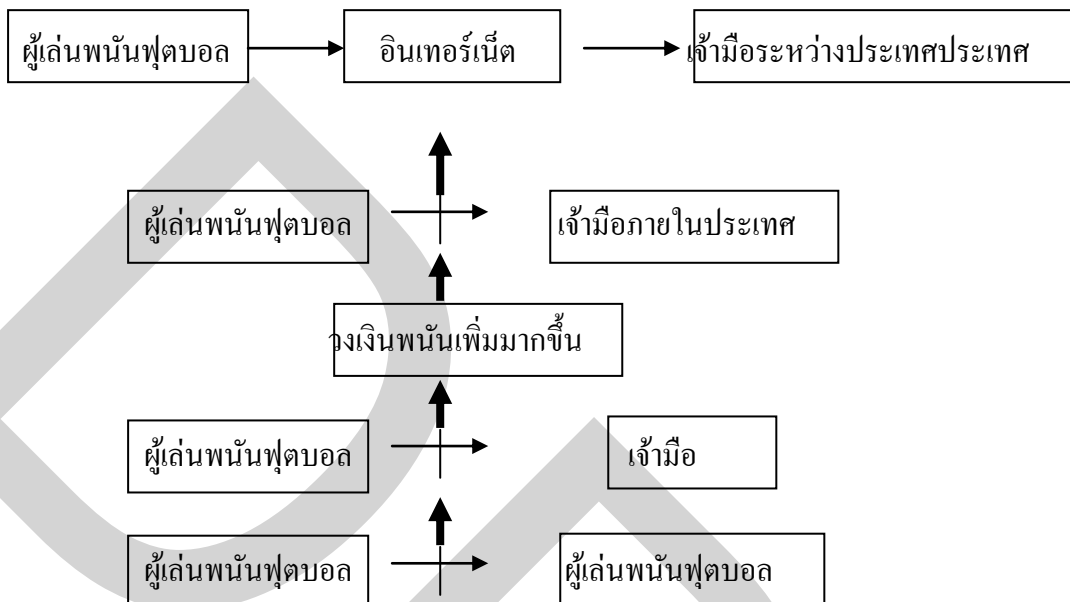 ผู้เล่นพนันฟุตบอล อินเทอร์เน็ต เจ้ามือระหว่างประเทศประเทศ
ผู้เล่นพนันฟุตบอล เจ้ามือภายในประเทศ
วงเงินพนันเพิ่มมากขึ้น
ผู้เล่นพนันฟุตบอล เจ้ามือ
ผู้เล่นพนันฟุตบอล ผู้เล่นพนันฟุตบอล